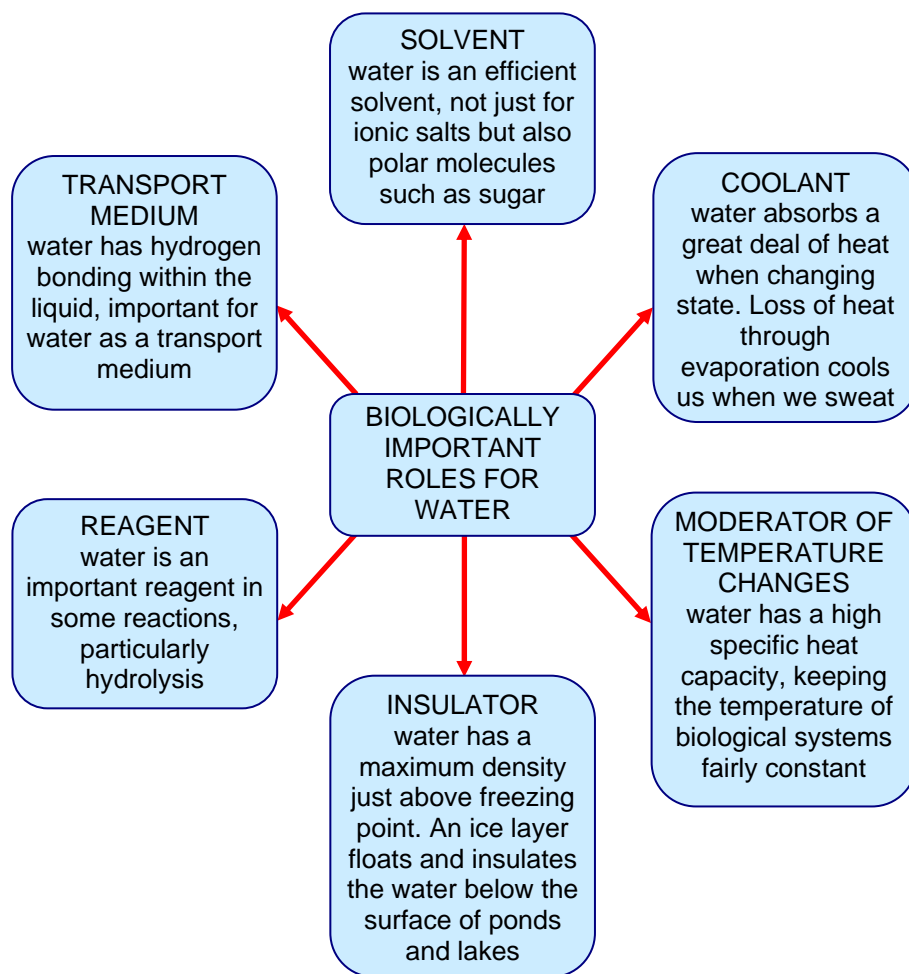 SOLVENT
water is an efficient
solvent, not just for
ionic salts but also
polar molecules
such as sugar
TRANSPORT
MEDIUM
water has hydrogen
bonding within the
liquid, important for
water as a transport
medium
COOLANT
water absorbs a
great deal of heat
when changing
state. Loss of heat
through
evaporation cools
us when we sweat
BIOLOGICALLY
IMPORTANT
ROLES FOR
WATER
REAGENT
water is an
important reagent in
some reactions,
particularly
hydrolysis
MODERATOR OF
TEMPERATURE
CHANGES
water has a high
specific heat
capacity, keeping
the temperature of
biological systems
fairly constant
INSULATOR
water has a
maximum density
just above freezing
point. An ice layer
floats and insulates
the water below the
surface of ponds
and lakes